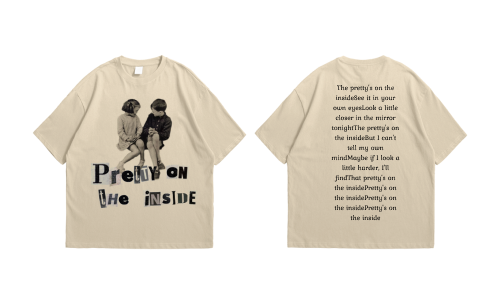 Pretty on
the inside
The pretty's on the
insideSee it in your
own eyesLook a little
closer in the mirror
tonightThe pretty's on
the insideBut I can't
tell my own
mindMaybe if I look a
little harder, I'll
findThat pretty's on
the insidePretty's on
the insidePretty's on
the insidePretty's on
the inside